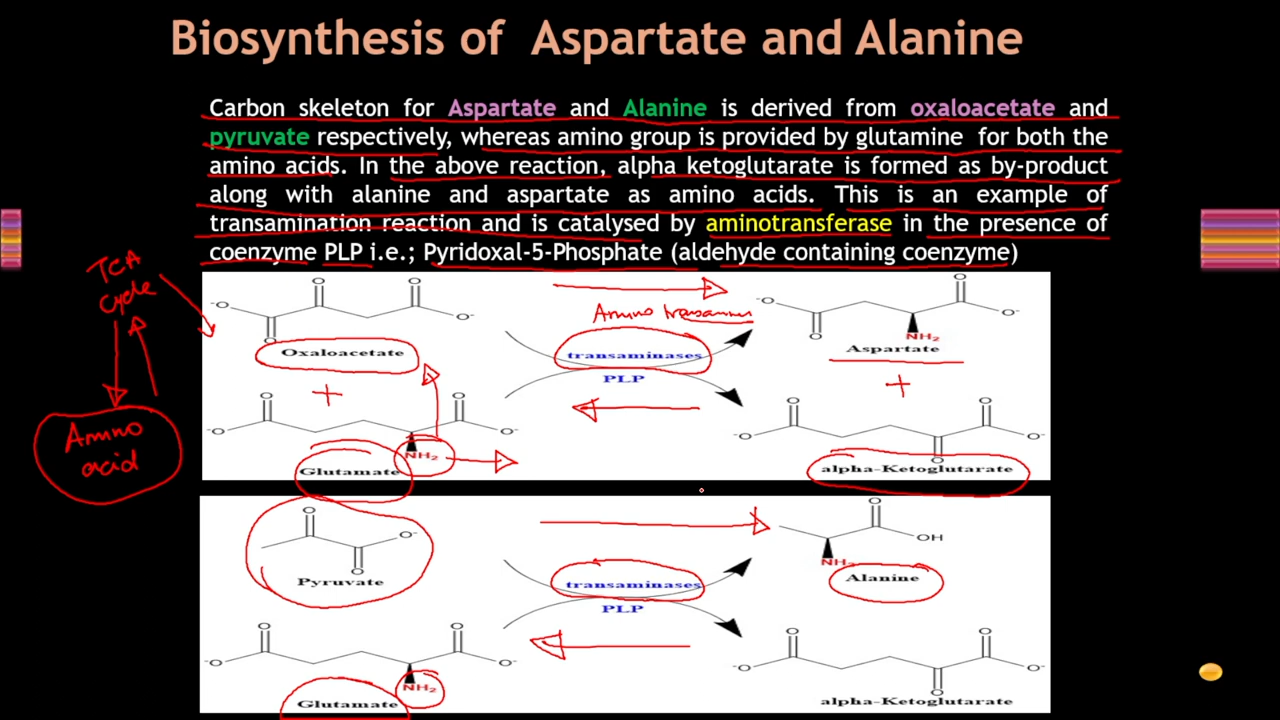 Biosynthesis of Aspartate and Alanine
Carbon skeleton for Aspartate and Alanine is derived from oxaloacetate and
pyruvate respectively, whereas amino group is provided by glutamine for both the
amino acids. In the above reaction, alpha ketoglutarate is formed as by-product
along with alanine and aspartate as amino acids. This is an example of
transamination reaction and is catalysed by aminotransferase in the presence of
coenzyme PLP i.e.; Pyridoxal-5-Phosphate (aldehyde containing coenzyme)
TCA
Cycle
Amino
acid
O O
⁻O O⁻
O
Oxaloacetate
+
Amino
transaminases
PLP
O
⁻O O⁻
O
NH₂
Aspartate
+
O O
⁻O O⁻
NH₂
Glutamate
O O
⁻O O⁻
O
alpha-Ketoglutarate
O
O⁻
O
Pyruvate
transaminases
PLP
O
OH
NH₂
Alanine
O O
⁻O O⁻
NH₂
Glutamate
O O
⁻O O⁻
O
alpha-Ketoglutarate